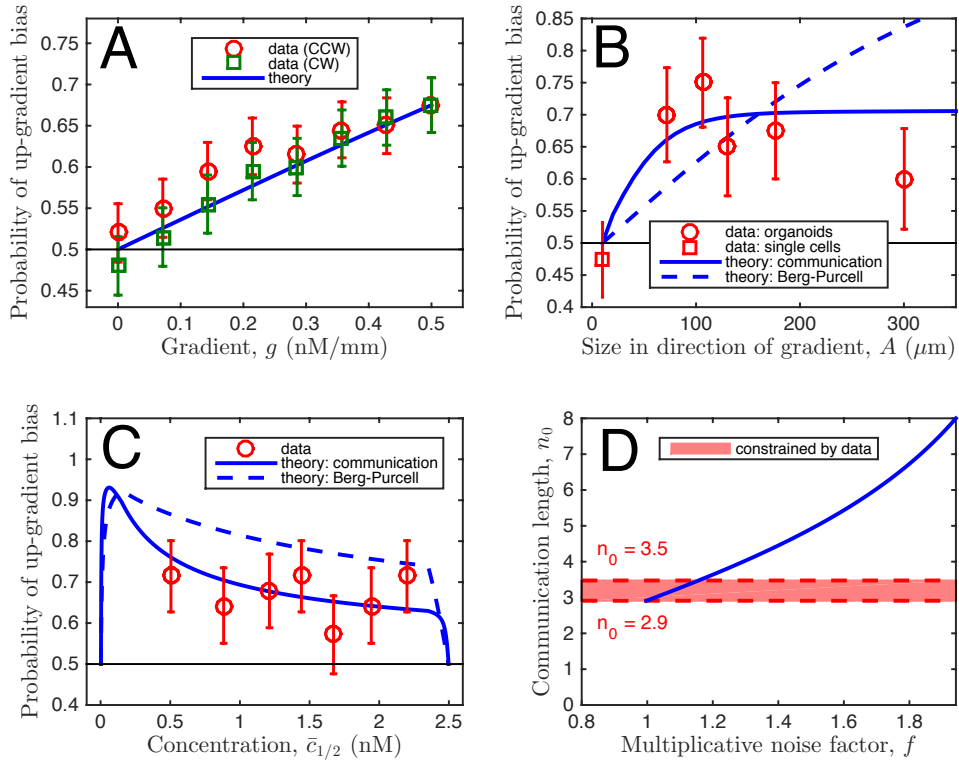 A
Probability of up-gradient bias
0.75
0.7
0.65
0.6
0.55
0.5
0.45
data (CCW)
data (CW)
theory
0 0.1 0.2 0.3 0.4 0.5
Gradient, g (nM/mm)
B
Probability of up-gradient bias
0.85
0.8
0.75
0.7
0.65
0.6
0.55
0.5
0.45
0.4
data: organoids
data: single cells
theory: communication
theory: Berg-Purcell
0 100 200 300
Size in direction of gradient, A (μm)
C
Probability of up-gradient bias
1.1
1
0.9
0.8
0.7
0.6
0.5
0.4
data
theory: communication
theory: Berg-Purcell
0 0.5 1 1.5 2 2.5
Concentration, c̄1/2 (nM)
D
Communication length, n0
8
7
6
5
4
3
2
1
0
constrained by data
n0 = 3.5
n0 = 2.9
0.8 1 1.2 1.4 1.6 1.8
Multiplicative noise factor, f